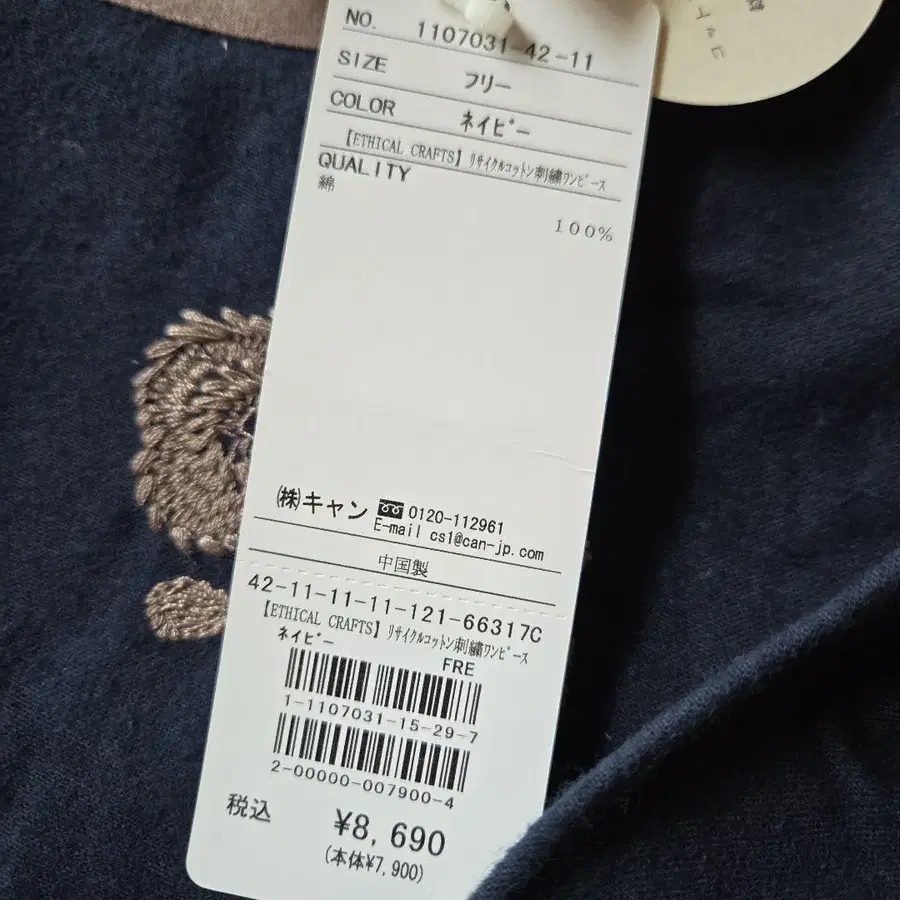 NO. 1107031-42-11
SIZE フリー
COLOR ネイビー
【ETHICAL CRAFTS】リサイクルコットン刺繍ワンピース
QUALITY
綿
100%
㈱キャン 0120-112961
E-mail cs1@can-jp.com
中国製
42-11-11-11-121-66317C
【ETHICAL CRAFTS】リサイクルコットン刺繍ワンピース
ネイビー
FRE
1-1107031-15-29-7
2-00000-007900-4
税込 ¥8,690
(本体¥7,900)